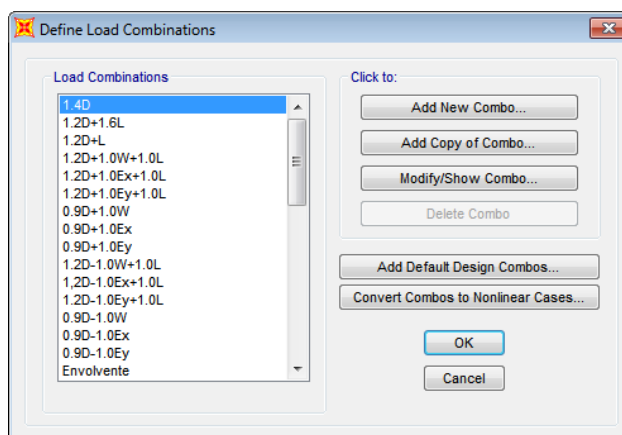 Define Load Combinations
Load Combinations
1.4D
1.2D+1.6L
1.2D+L
1.2D+1.0W+1.0L
1.2D+1.0Ex+1.0L
1.2D+1.0Ey+1.0L
0.9D+1.0W
0.9D+1.0Ex
0.9D+1.0Ey
1.2D-1.0W+1.0L
1,2D-1.0Ex+1.0L
1.2D-1.0Ey+1.0L
0.9D-1.0W
0.9D-1.0Ex
0.9D-1.0Ey
Envolvente
Click to:
Add New Combo...
Add Copy of Combo...
Modify/Show Combo...
Delete Combo
Add Default Design Combos...
Convert Combos to Nonlinear Cases...
OK
Cancel